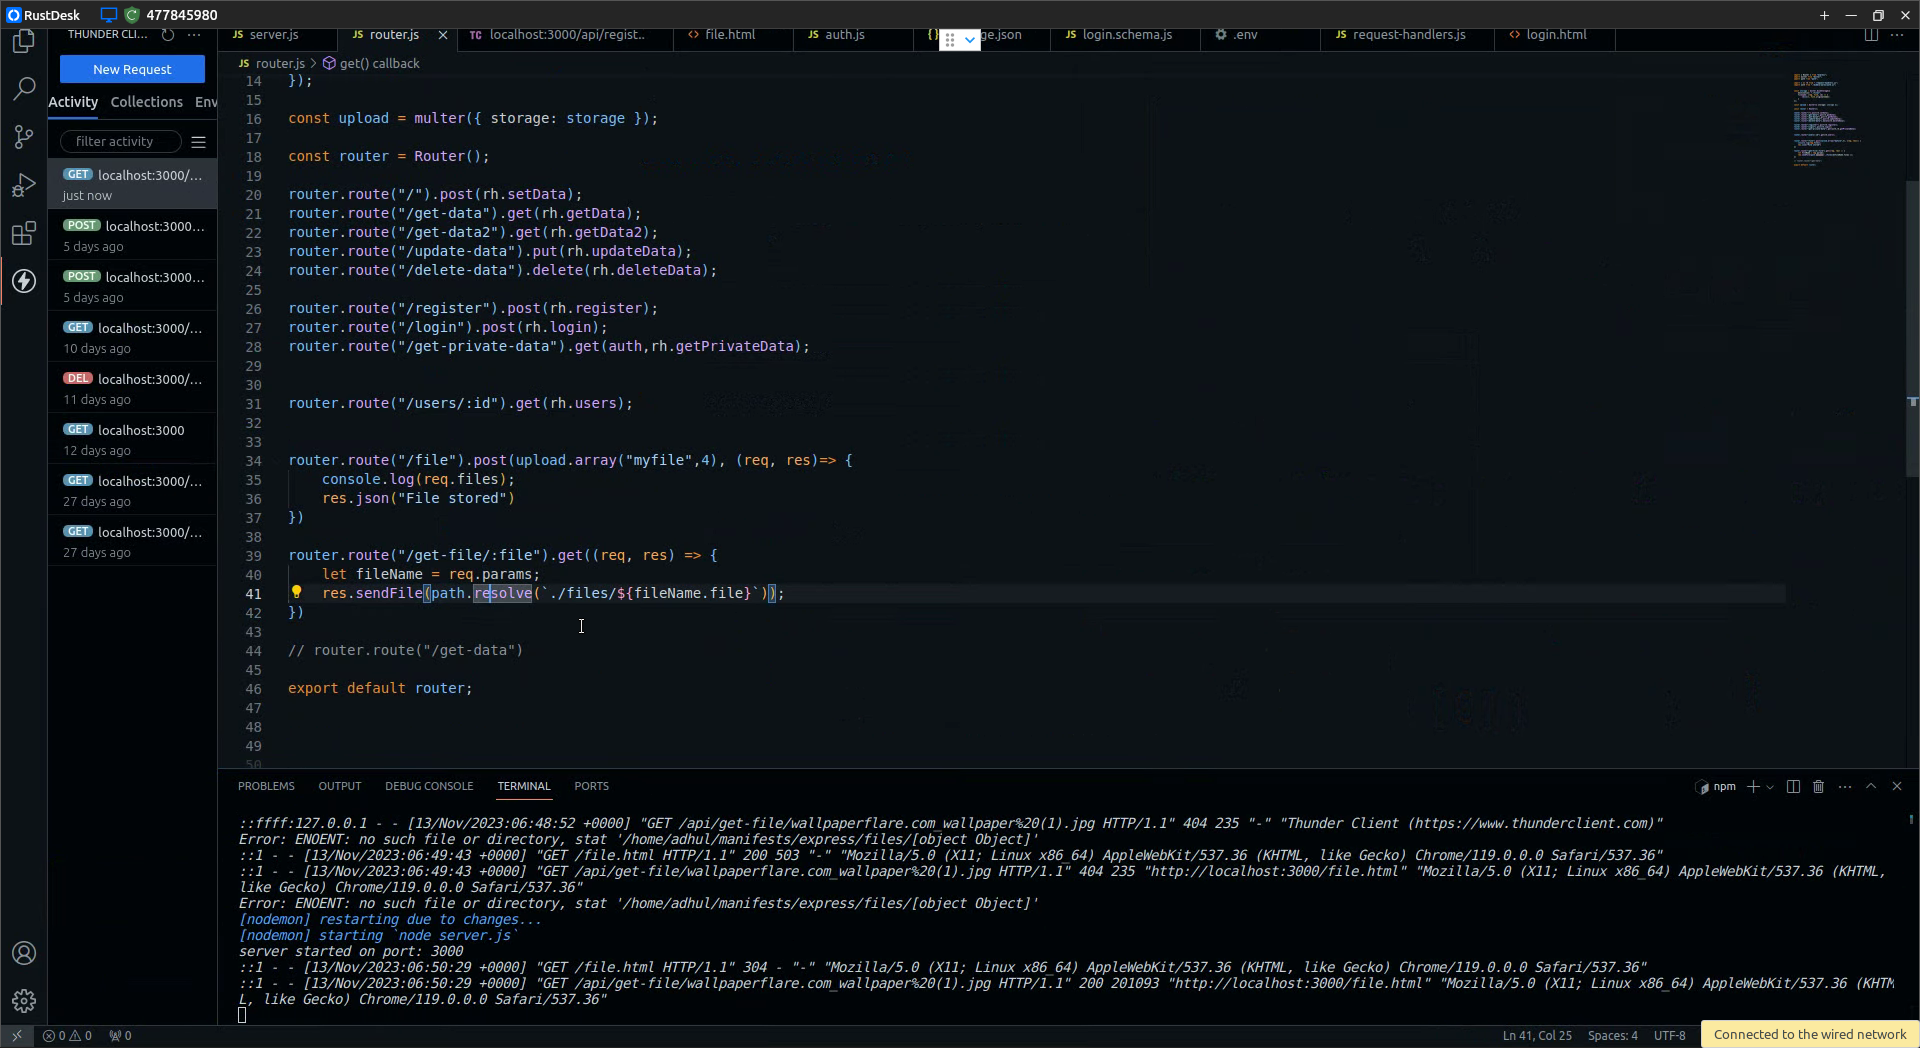 RustDesk 477845980
THUNDER CLI... ···
New Request
Activity Collections Env
filter activity
GET localhost:3000/...
just now
POST localhost:3000...
5 days ago
POST localhost:3000...
5 days ago
GET localhost:3000/...
10 days ago
DEL localhost:3000/...
11 days ago
GET localhost:3000
12 days ago
GET localhost:3000/...
27 days ago
GET localhost:3000/...
27 days ago
JS server.js JS router.js TC localhost:3000/api/regist.. <> file.html JS auth.js {} ge.json JS login.schema.js .env JS request-handlers.js <> login.html
JS router.js > get() callback
14 });
15
16 const upload = multer({ storage: storage });
17
18 const router = Router();
19
20 router.route("/").post(rh.setData);
21 router.route("/get-data").get(rh.getData);
22 router.route("/get-data2").get(rh.getData2);
23 router.route("/update-data").put(rh.updateData);
24 router.route("/delete-data").delete(rh.deleteData);
25
26 router.route("/register").post(rh.register);
27 router.route("/login").post(rh.login);
28 router.route("/get-private-data").get(auth,rh.getPrivateData);
29
30
31 router.route("/users/:id").get(rh.users);
32
33
34 router.route("/file").post(upload.array("myfile",4), (req, res)=> {
35 console.log(req.files);
36 res.json("File stored")
37 })
38
39 router.route("/get-file/:file").get((req, res) => {
40 let fileName = req.params;
41 res.sendFile(path.resolve(`./files/${fileName.file}`));
42 })
43
44 // router.route("/get-data")
45
46 export default router;
47
48
49
50
PROBLEMS OUTPUT DEBUG CONSOLE TERMINAL PORTS npm
::ffff:127.0.0.1 - - [13/Nov/2023:06:48:52 +0000] "GET /api/get-file/wallpaperflare.com_wallpaper%20(1).jpg HTTP/1.1" 404 235 "-" "Thunder Client (https://www.thunderclient.com)"
Error: ENOENT: no such file or directory, stat '/home/adhul/manifests/express/files/[object Object]'
::1 - - [13/Nov/2023:06:49:43 +0000] "GET /file.html HTTP/1.1" 200 503 "-" "Mozilla/5.0 (X11; Linux x86_64) AppleWebKit/537.36 (KHTML, like Gecko) Chrome/119.0.0.0 Safari/537.36"
::1 - - [13/Nov/2023:06:49:43 +0000] "GET /api/get-file/wallpaperflare.com_wallpaper%20(1).jpg HTTP/1.1" 404 235 "http://localhost:3000/file.html" "Mozilla/5.0 (X11; Linux x86_64) AppleWebKit/537.36 (KHTML,
like Gecko) Chrome/119.0.0.0 Safari/537.36"
Error: ENOENT: no such file or directory, stat '/home/adhul/manifests/express/files/[object Object]'
[nodemon] restarting due to changes...
[nodemon] starting `node server.js`
server started on port: 3000
::1 - - [13/Nov/2023:06:50:29 +0000] "GET /file.html HTTP/1.1" 304 - "-" "Mozilla/5.0 (X11; Linux x86_64) AppleWebKit/537.36 (KHTML, like Gecko) Chrome/119.0.0.0 Safari/537.36"
::1 - - [13/Nov/2023:06:50:29 +0000] "GET /api/get-file/wallpaperflare.com_wallpaper%20(1).jpg HTTP/1.1" 200 201093 "http://localhost:3000/file.html" "Mozilla/5.0 (X11; Linux x86_64) AppleWebKit/537.36 (KHTM
L, like Gecko) Chrome/119.0.0.0 Safari/537.36"
0 0 0 Ln 41, Col 25 Spaces: 4 UTF-8 Connected to the wired network